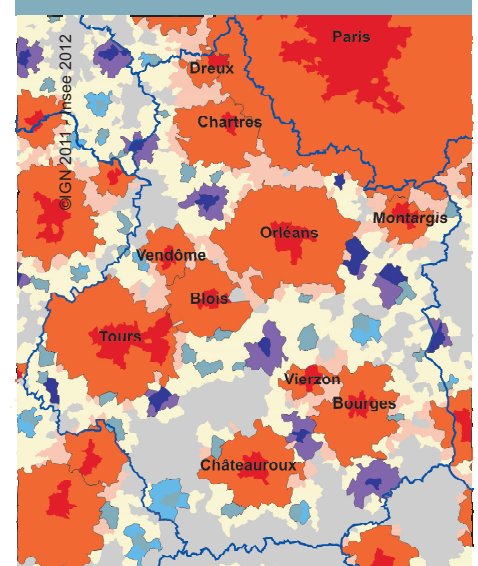 Paris
Dreux
Chartres
©IGN 2011 - Insee 2012
Montargis
Orléans
Vendôme
Blois
Tours
Vierzon
Bourges
Châteauroux